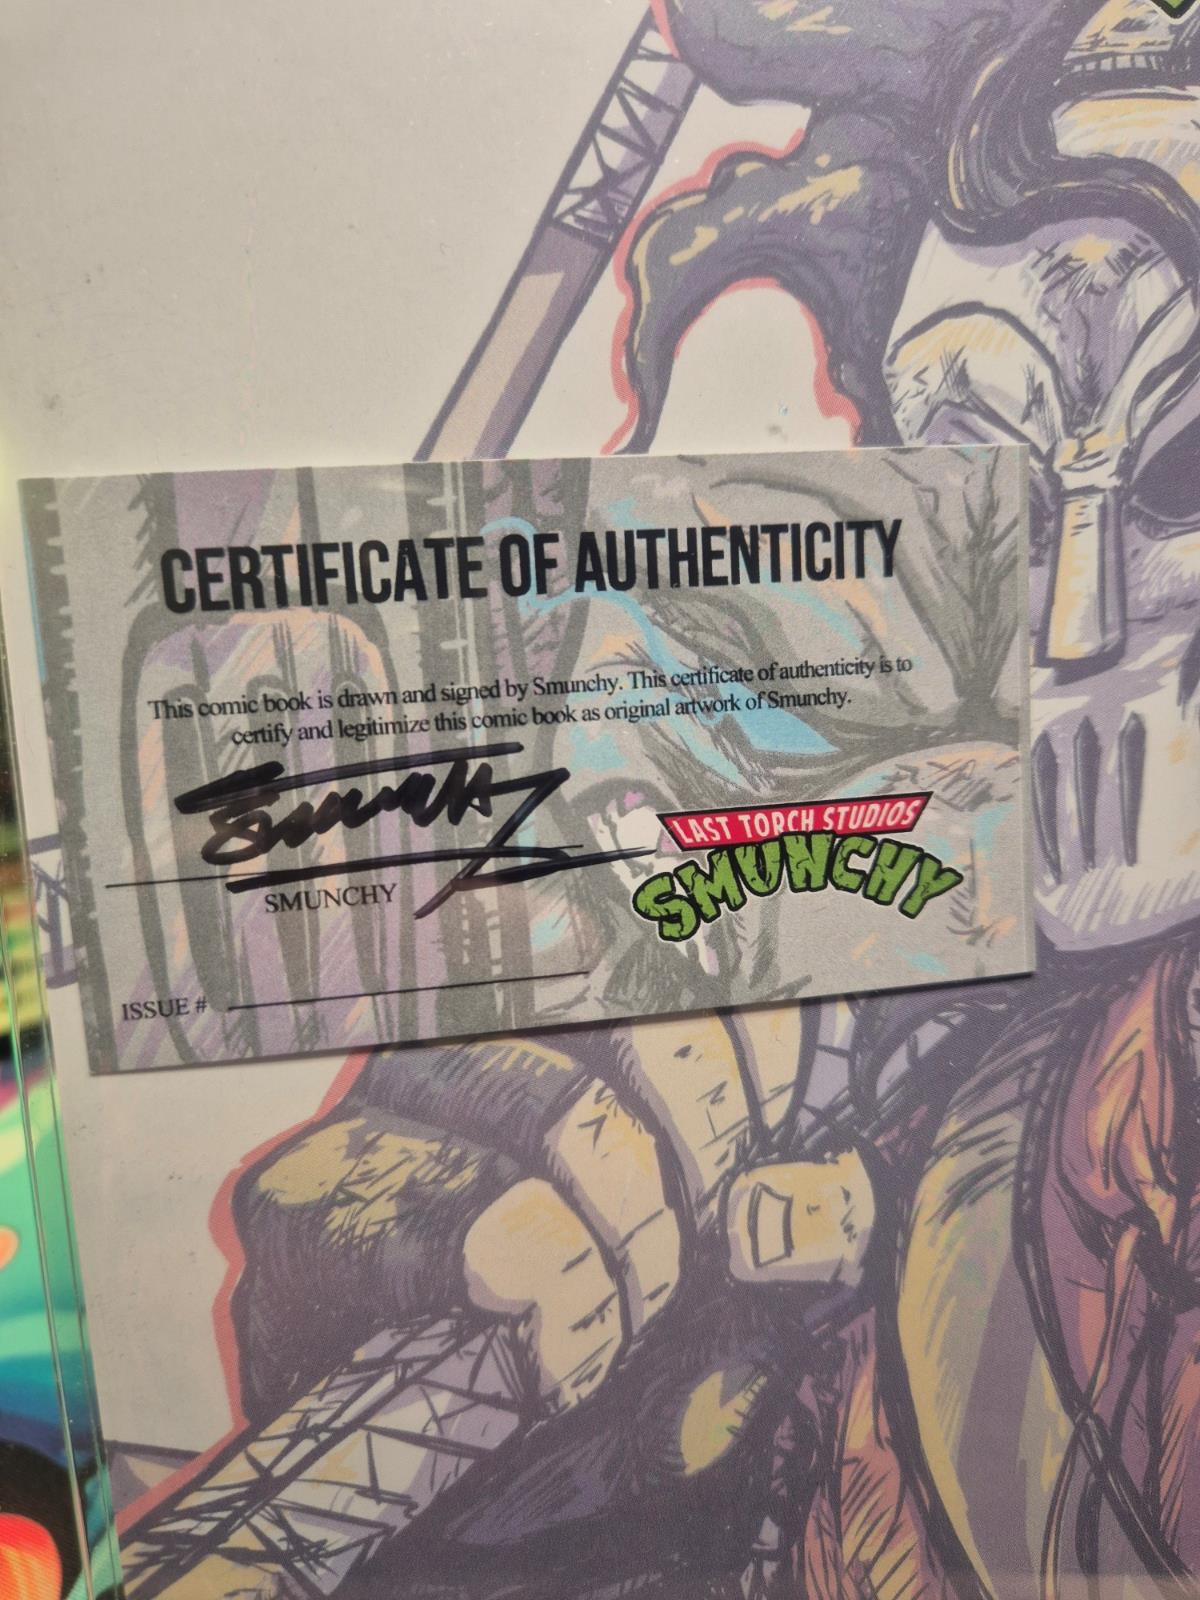 CERTIFICATE OF AUTHENTICITY
This comic book is drawn and signed by Smunchy. This certificate of authenticity is to
certify and legitimize this comic book as original artwork of Smunchy.
Smunchy
SMUNCHY
LAST TORCH STUDIOS
SMUNCHY
ISSUE #